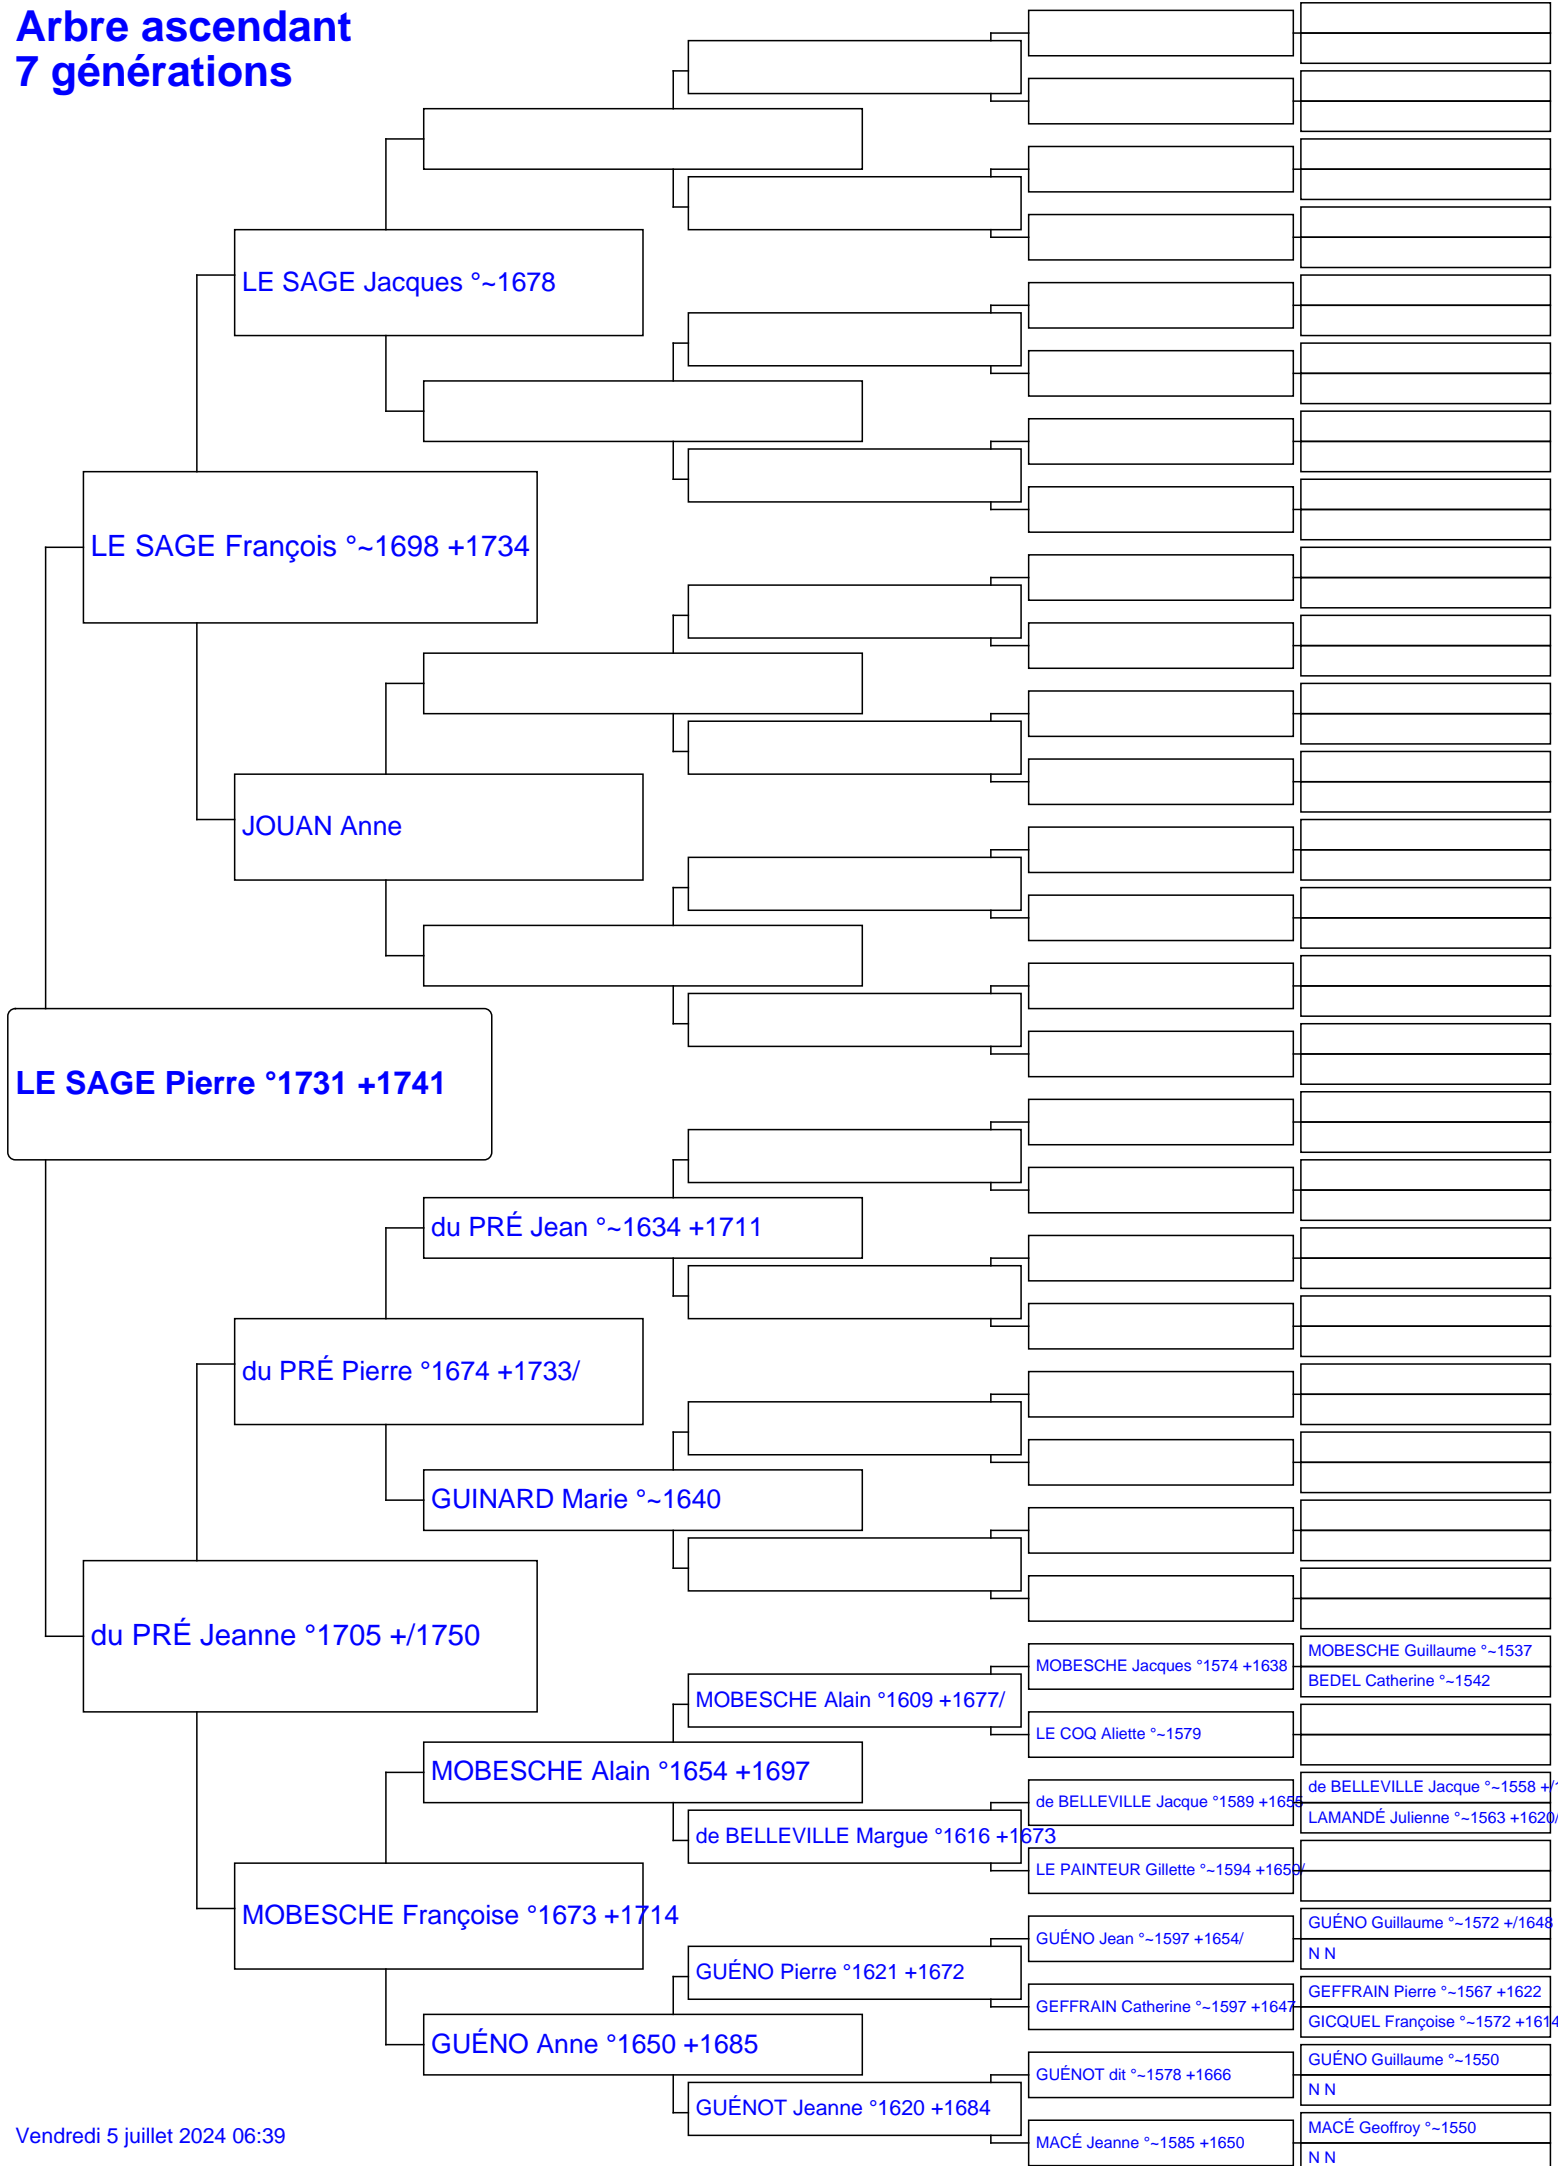 Arbre ascendant
7 générations
LE SAGE Jacques °~1678
LE SAGE François °~1698 +1734
JOUAN Anne
LE SAGE Pierre °1731 +1741
du PRÉ Jean °~1634 +1711
du PRÉ Pierre °1674 +1733/
GUINARD Marie °~1640
du PRÉ Jeanne °1705 +/1750
MOBESCHE Guillaume °~1537
MOBESCHE Jacques °1574 +1638
BEDEL Catherine °~1542
MOBESCHE Alain °1609 +1677/
LE COQ Aliette °~1579
MOBESCHE Alain °1654 +1697
de BELLEVILLE Jacque °~1558 +/1
de BELLEVILLE Jacque °1589 +1655
LAMANDÉ Julienne °~1563 +1620/
de BELLEVILLE Margue °1616 +1673
LE PAINTEUR Gillette °~1594 +1650/
MOBESCHE Françoise °1673 +1714
GUÉNO Guillaume °~1572 +/1648
GUÉNO Jean °~1597 +1654/
N N
GUÉNO Pierre °1621 +1672
GEFFRAIN Pierre °~1567 +1622
GEFFRAIN Catherine °~1597 +1647
GICQUEL Françoise °~1572 +1614
GUÉNO Anne °1650 +1685
GUÉNO Guillaume °~1550
GUÉNOT dit °~1578 +1666
N N
GUÉNOT Jeanne °1620 +1684
MACÉ Geoffroy °~1550
MACÉ Jeanne °~1585 +1650
N N
Vendredi 5 juillet 2024 06:39